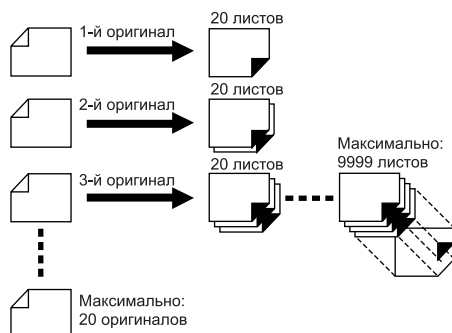 1-й оригинал
20 листов
2-й оригинал
20 листов
3-й оригинал
20 листов
Максимально:
9999 листов
Максимально:
20 оригиналов